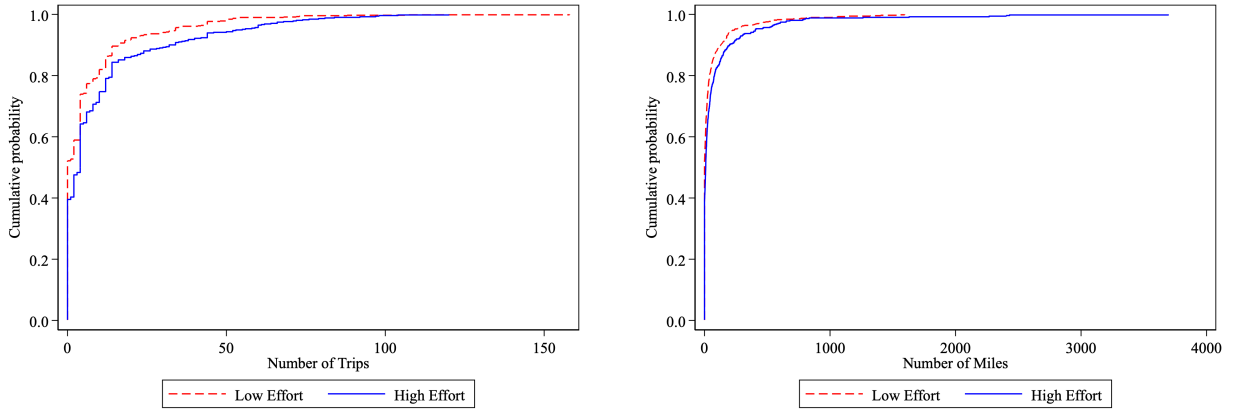 Cumulative probability
1.0
0.8
0.6
0.4
0.2
0.0
0 50 100 150
Number of Trips
Low Effort High Effort
Cumulative probability
1.0
0.8
0.6
0.4
0.2
0.0
0 1000 2000 3000 4000
Number of Miles
Low Effort High Effort